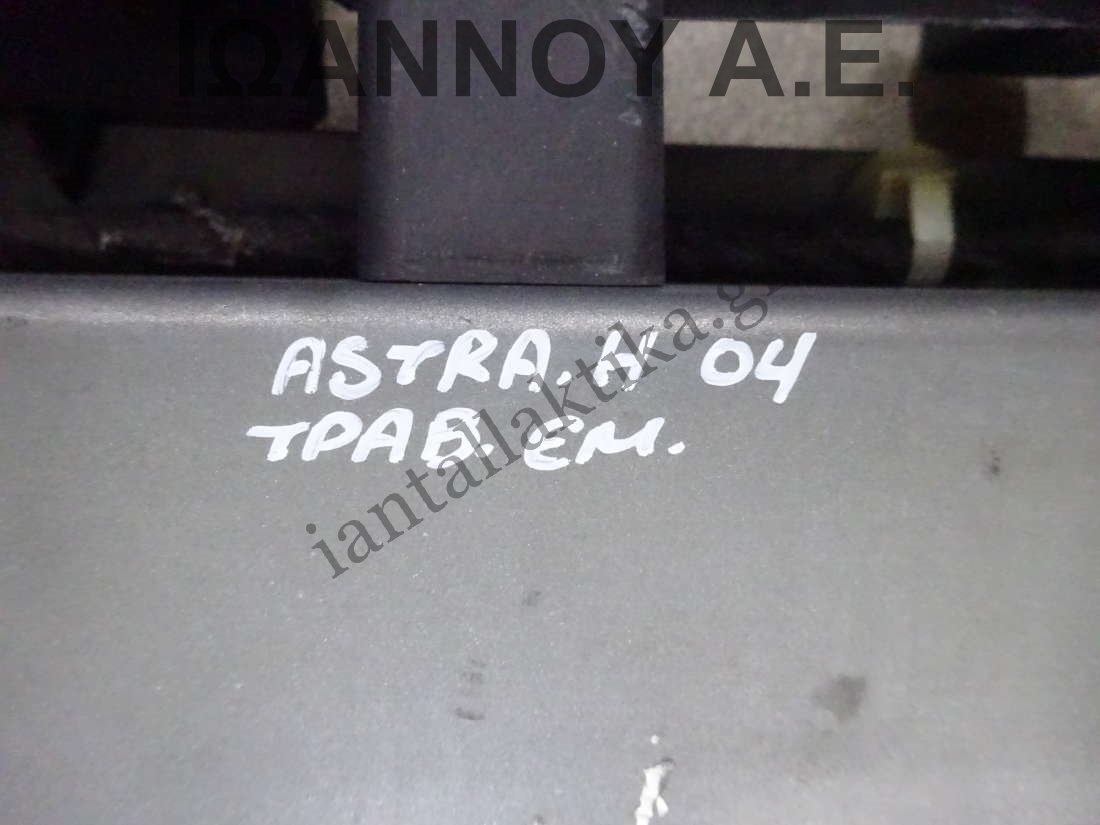 ΙΩΑΝΝΟΥ Α.Ε.
ASTRA. H 04
ΤΡΑΒ. ΕΜ.
iantallaktika.gr